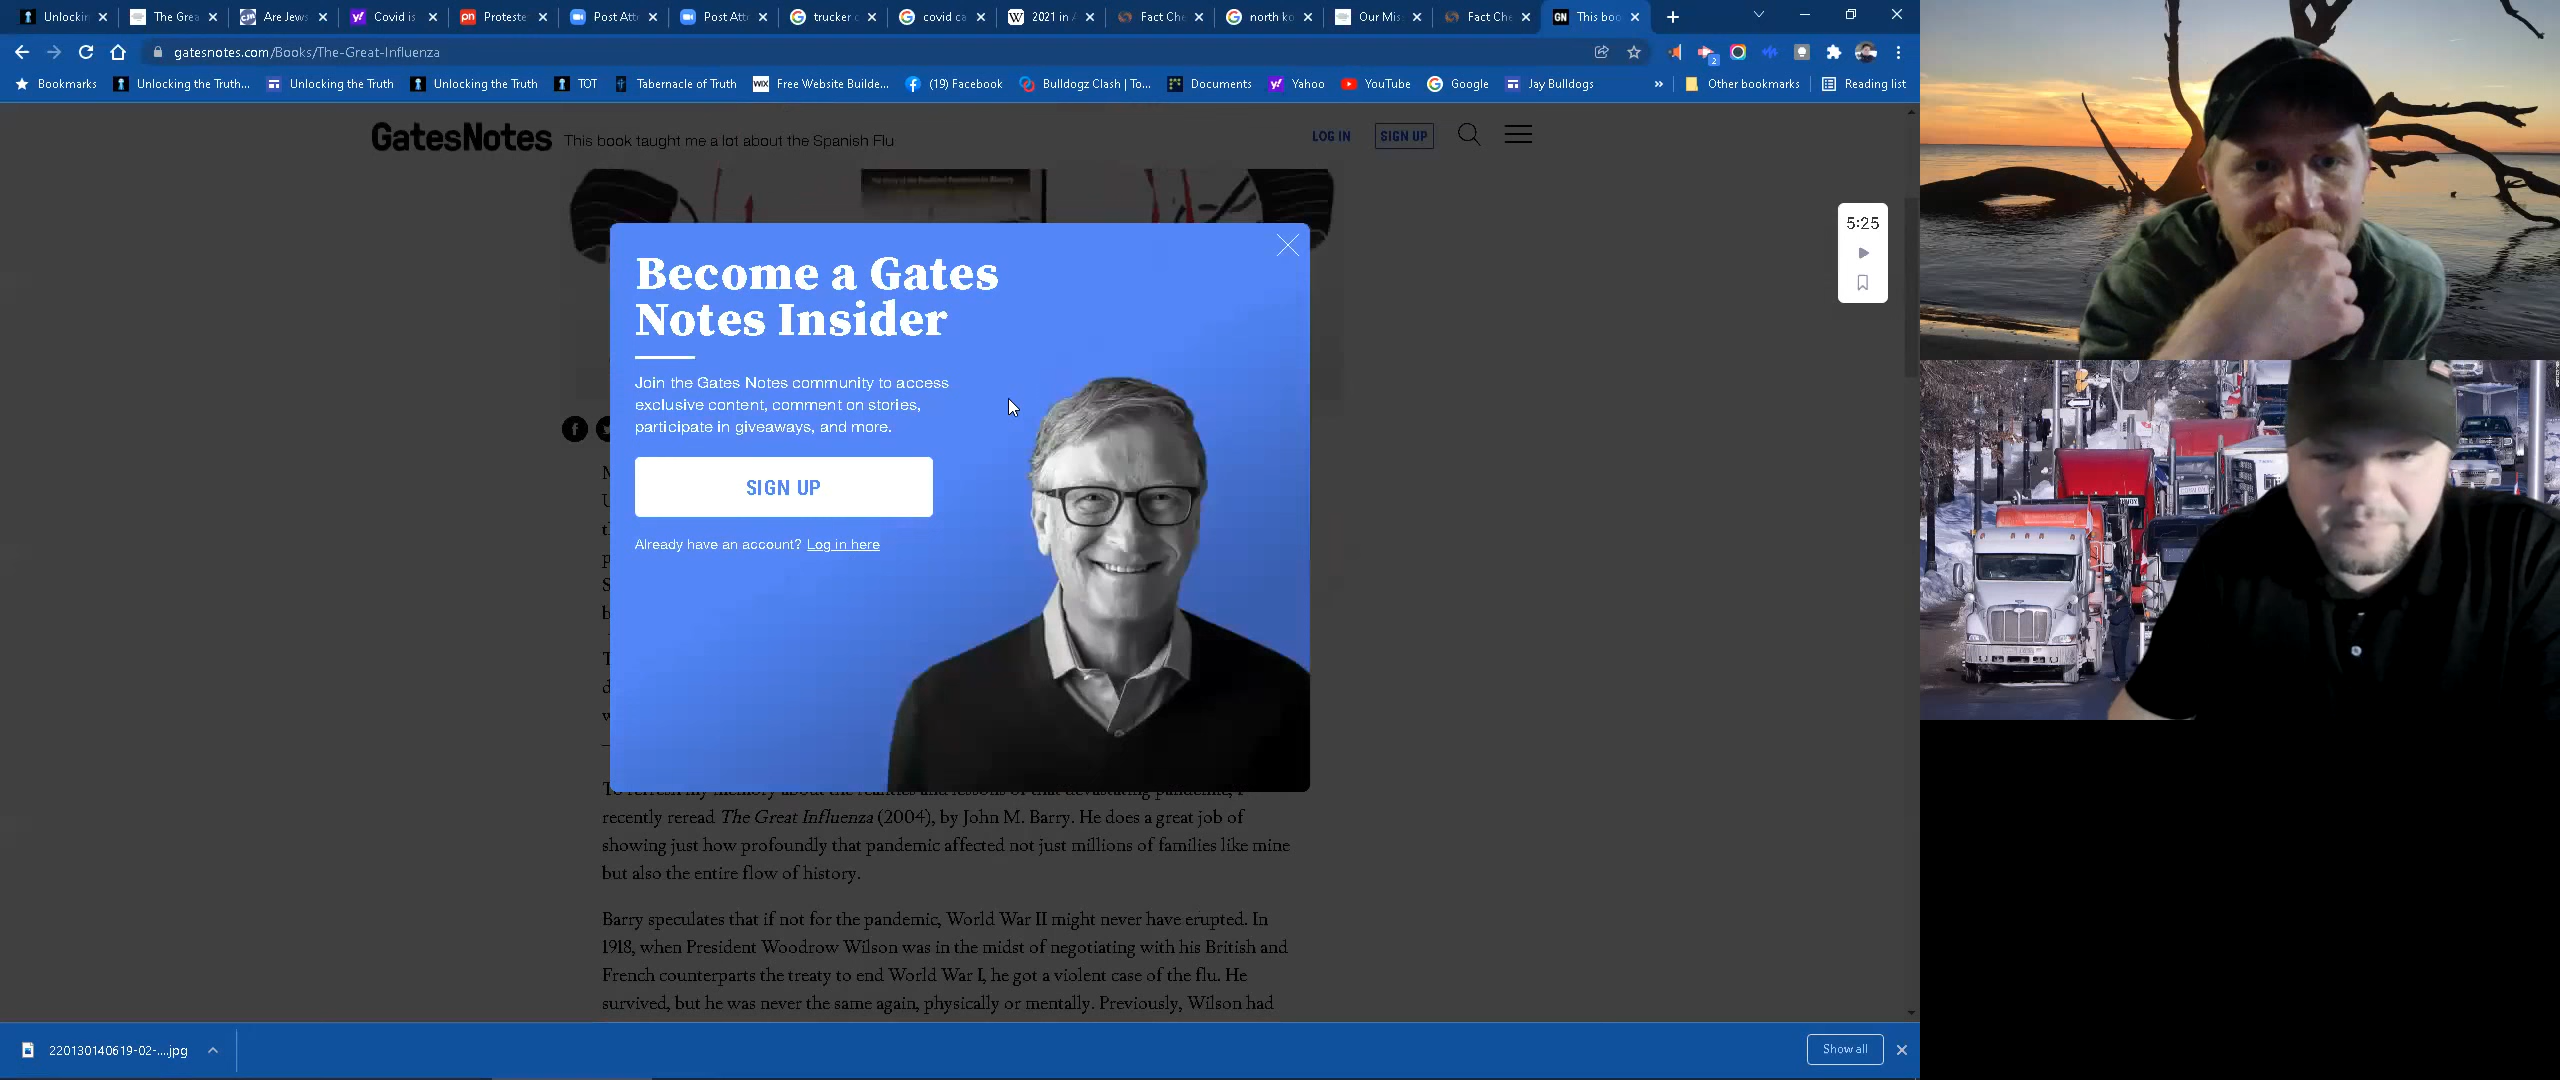 Unlockin
The Grea
Are Jews
Covid is
Proteste
Post Att
Post Att
trucker c
covid ca
2021 in A
Fact Che
north ko
Our Miss
Fact Che
This boo
gatesnotes.com/Books/The-Great-Influenza
2
Bookmarks
Unlocking the Truth...
Unlocking the Truth
Unlocking the Truth
TOT
Tabernacle of Truth
Free Website Builde...
(19) Facebook
Bulldogz Clash | To...
Documents
Yahoo
YouTube
Google
Jay Bulldogs
»
Other bookmarks
Reading list
GatesNotes
This book taught me a lot about the Spanish Flu
LOG IN
SIGN UP
5:25
Become a Gates
Notes Insider
Join the Gates Notes community to access
exclusive content, comment on stories,
participate in giveaways, and more.
SIGN UP
Already have an account? Log in here
recently reread The Great Influenza (2004), by John M. Barry. He does a great job of
showing just how profoundly that pandemic affected not just millions of families like mine
but also the entire flow of history.
Barry speculates that if not for the pandemic, World War II might never have erupted. In
1918, when President Woodrow Wilson was in the midst of negotiating with his British and
French counterparts the treaty to end World War I, he got a violent case of the flu. He
survived, but he was never the same again, physically or mentally. Previously, Wilson had
220130140619-02-....jpg
Show all